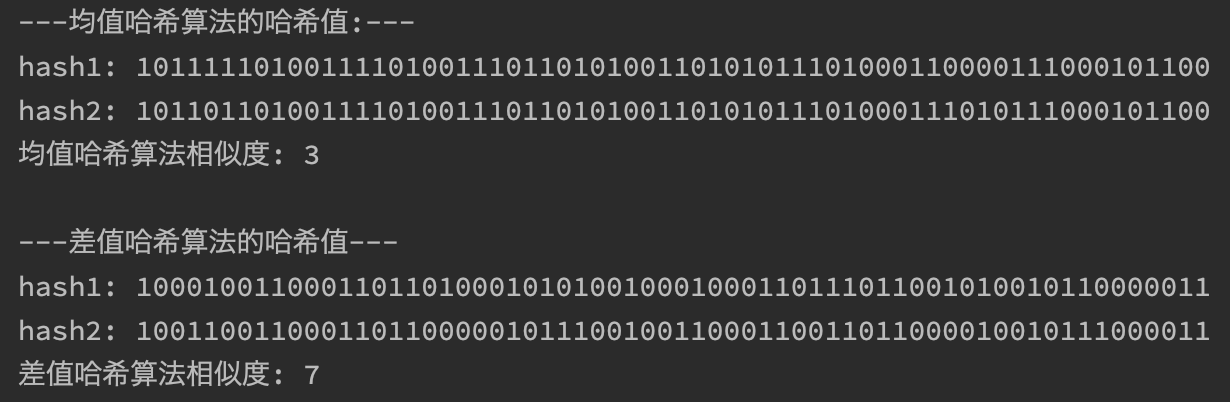 ---均值哈希算法的哈希值:---
hash1: 1011111010011110100111011010100110101011101000110000111000101100
hash2: 1011011010011110100111011010100110101011101000111010111000101100
均值哈希算法相似度: 3

---差值哈希算法的哈希值---
hash1: 1000100110001101101000101010010001000110111011001010010110000011
hash2: 1001100110001101100000101110010011000110011011000010010111000011
差值哈希算法相似度: 7